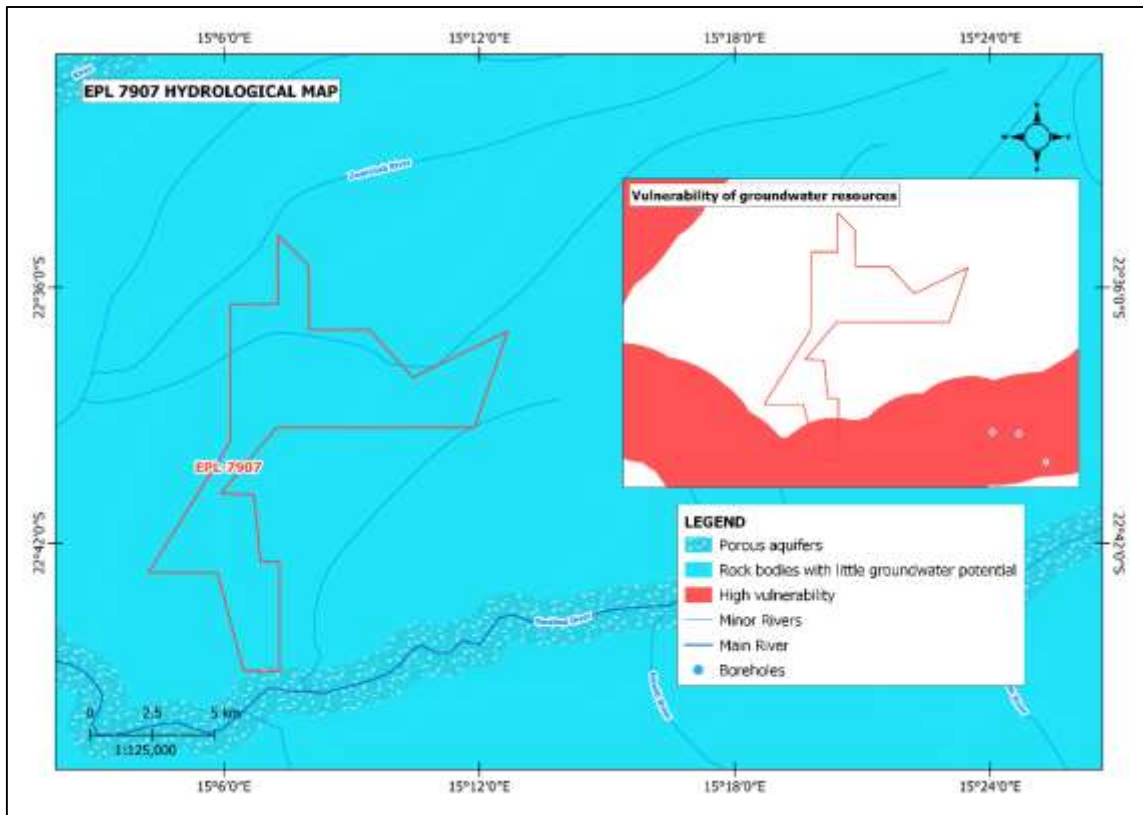 15°6'0"E 15°12'0"E 15°18'0"E 15°24'0"E
EPL 7907 HYDROLOGICAL MAP
Vulnerability of groundwater resources
22°36'0"S 22°36'0"S
EPL 7907
22°42'0"S 22°42'0"S
LEGEND
Porous aquifers
Rock bodies with little groundwater potential
High vulnerability
Minor Rivers
Main River
Boreholes
River
River
River
0 2.5 5 km
1:125,000
15°6'0"E 15°12'0"E 15°18'0"E 15°24'0"E